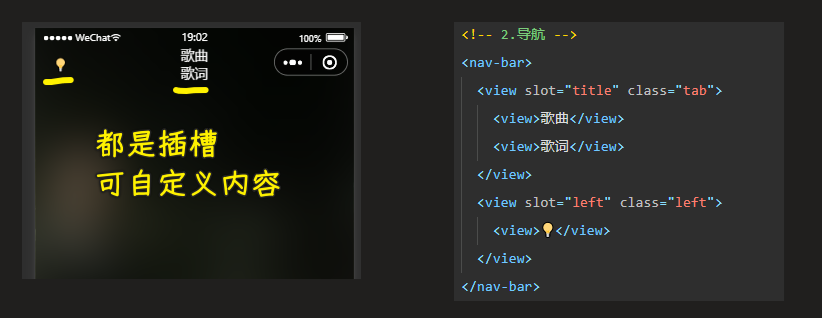 WeChat
19:02
100%
歌曲
歌词
都是插槽
可自定义内容
<!-- 2.导航 -->
<nav-bar>
<view slot="title" class="tab">
<view>歌曲</view>
<view>歌词</view>
</view>
<view slot="left" class="left">
<view>💡</view>
</view>
</nav-bar>